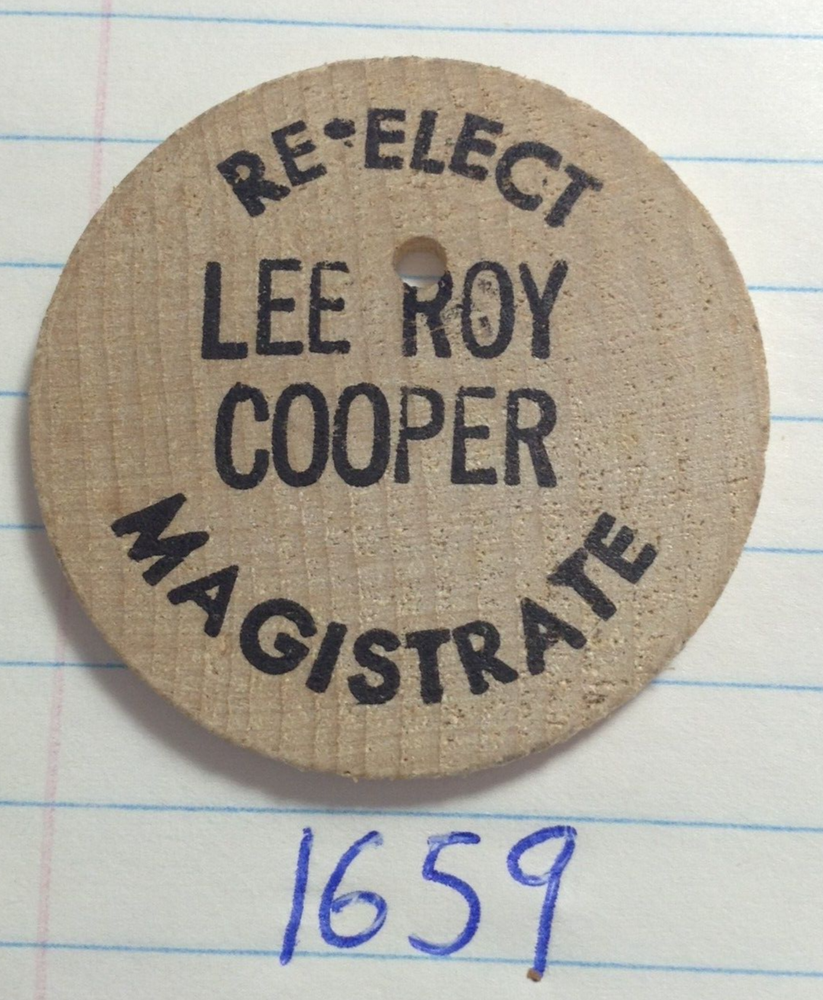 RE-ELECT
LEE ROY
COOPER
MAGISTRATE
1659